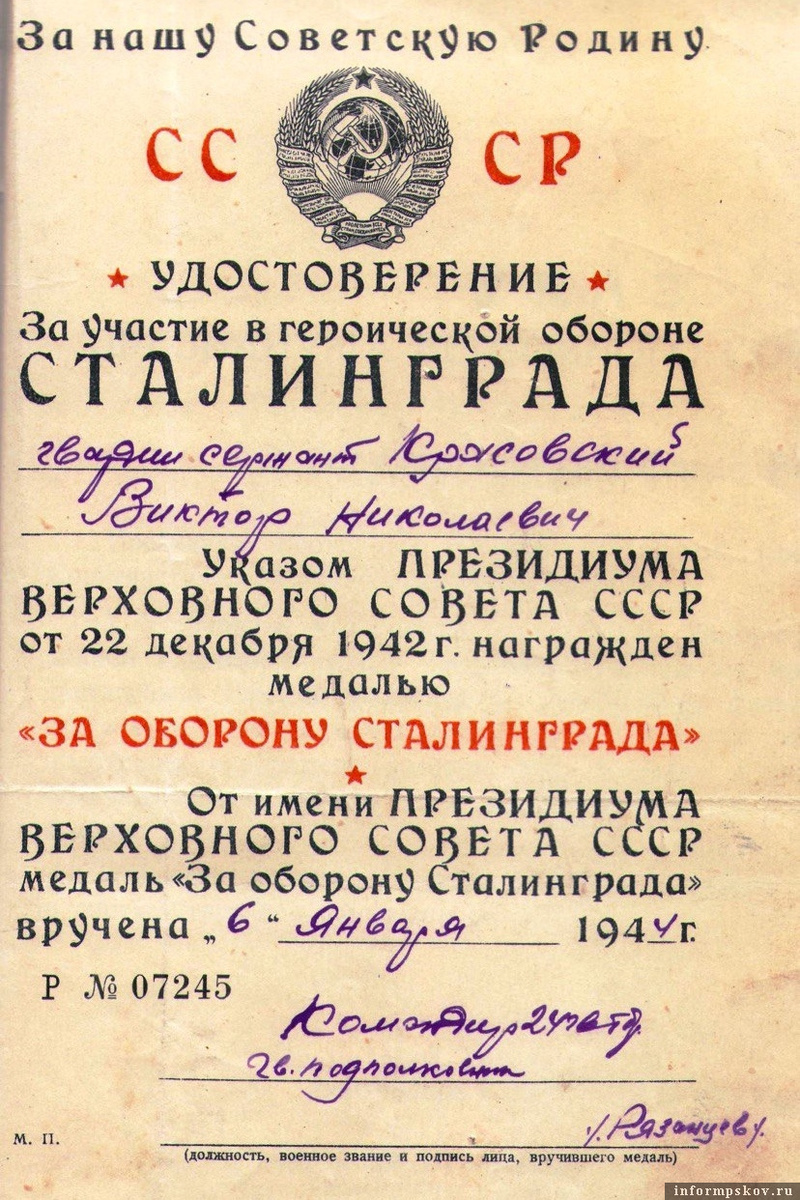 За нашу Советскую Родину
СС СР
УДОСТОВЕРЕНИЕ
За участие в героической обороне
СТАЛИНГРАДА
гвардии сержант
Виктор Николаевич
Указом ПРЕЗИДИУМА
ВЕРХОВНОГО СОВЕТА СССР
от 22 декабря 1942 г. награжден
медалью
«ЗА ОБОРОНУ СТАЛИНГРАДА»
От имени ПРЕЗИДИУМА
ВЕРХОВНОГО СОВЕТА СССР
медаль «За оборону Сталинграда»
вручена „6“ Января 1944 г.
Р № 07245
Командир
Гв. подполковник
/Рязанцев/
М. П.
(должность, военное звание и подпись лица, вручившего медаль)
informpskov.ru